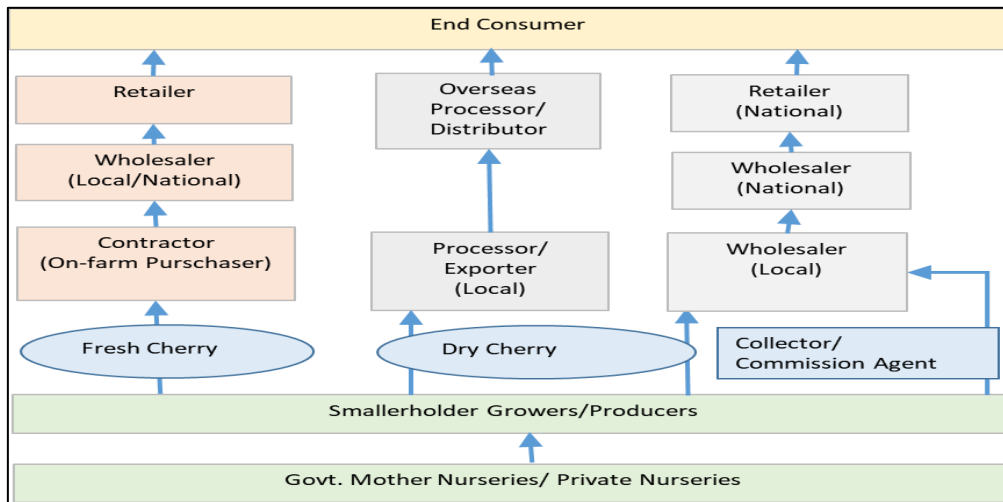 End Consumer
Retailer
Overseas
Processor/
Distributor
Retailer
(National)
Wholesaler
(Local/National)
Wholesaler
(National)
Contractor
(On-farm Purschaser)
Processor/
Exporter
(Local)
Wholesaler
(Local)
Fresh Cherry
Dry Cherry
Collector/
Commission Agent
Smallerholder Growers/Producers
Govt. Mother Nurseries/ Private Nurseries